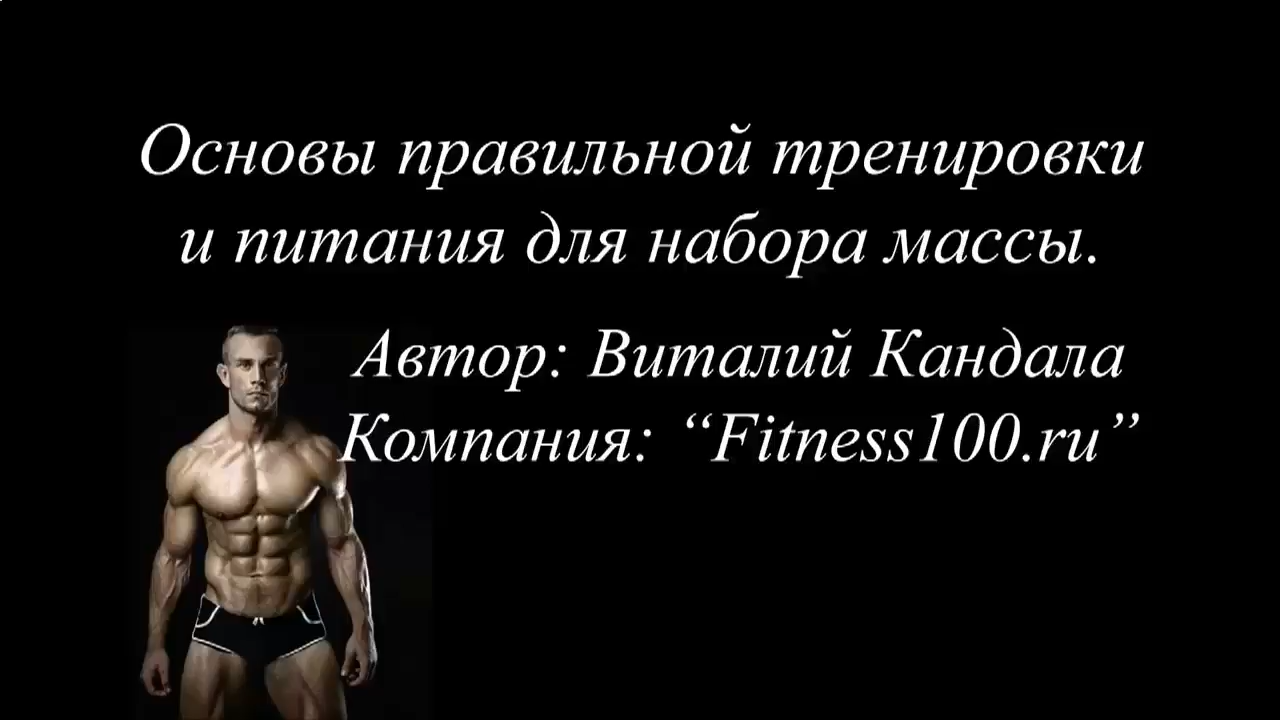 Основы правильной тренировки
и питания для набора массы.
Автор: Виталий Кандала
Компания: “Fitness100.ru”